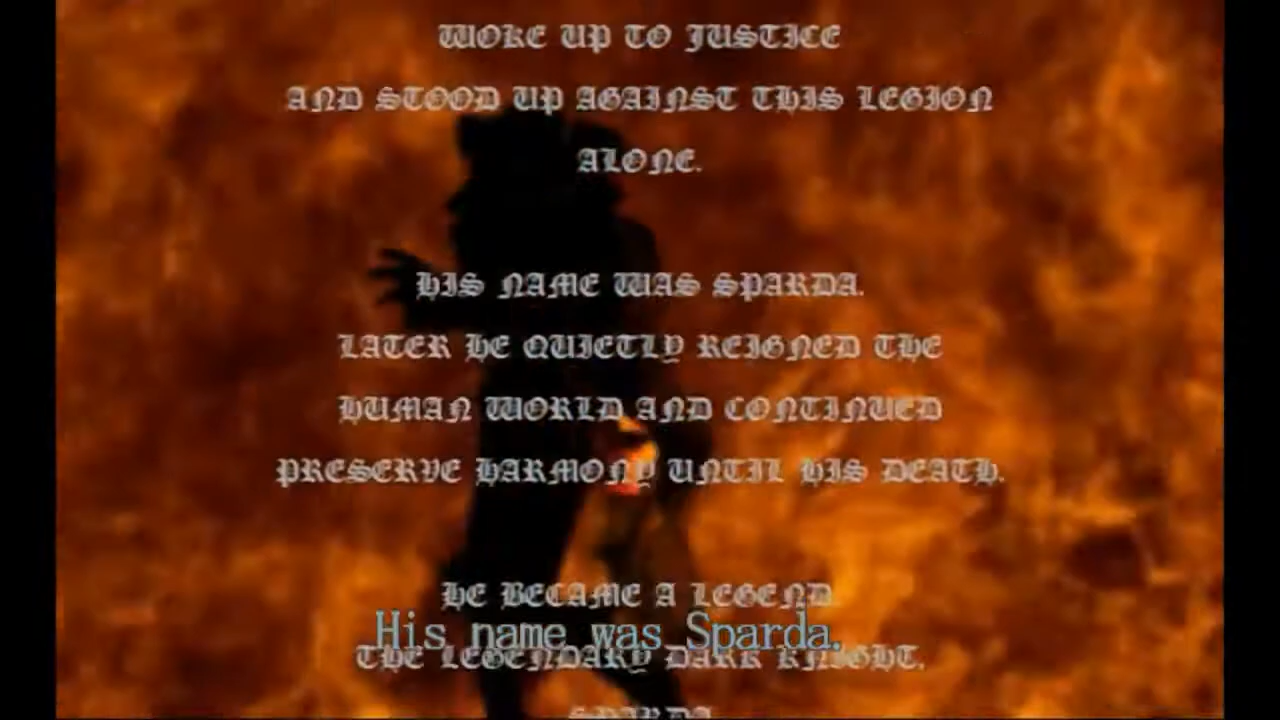 WOKE UP TO JUSTICE
AND STOOD UP AGAINST THIS LEGION
ALONE.
HIS NAME WAS SPARDA.
LATER HE QUIETLY REIGNED THE
HUMAN WORLD AND CONTINUED
PRESERVE HARMONY UNTIL HIS DEATH.
HE BECAME A LEGEND.
His name was Sparda.
THE LEGENDARY DARK KNIGHT.
SPARDA